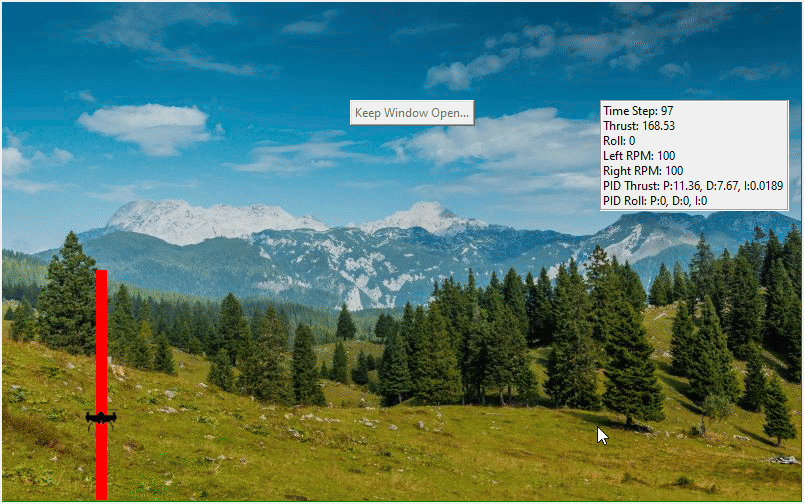 Keep Window Open...
Time Step: 97
Thrust: 168.53
Roll: 0
Left RPM: 100
Right RPM: 100
PID Thrust: P:11.36, D:7.67, I:0.0189
PID Roll: P:0, D:0, I:0